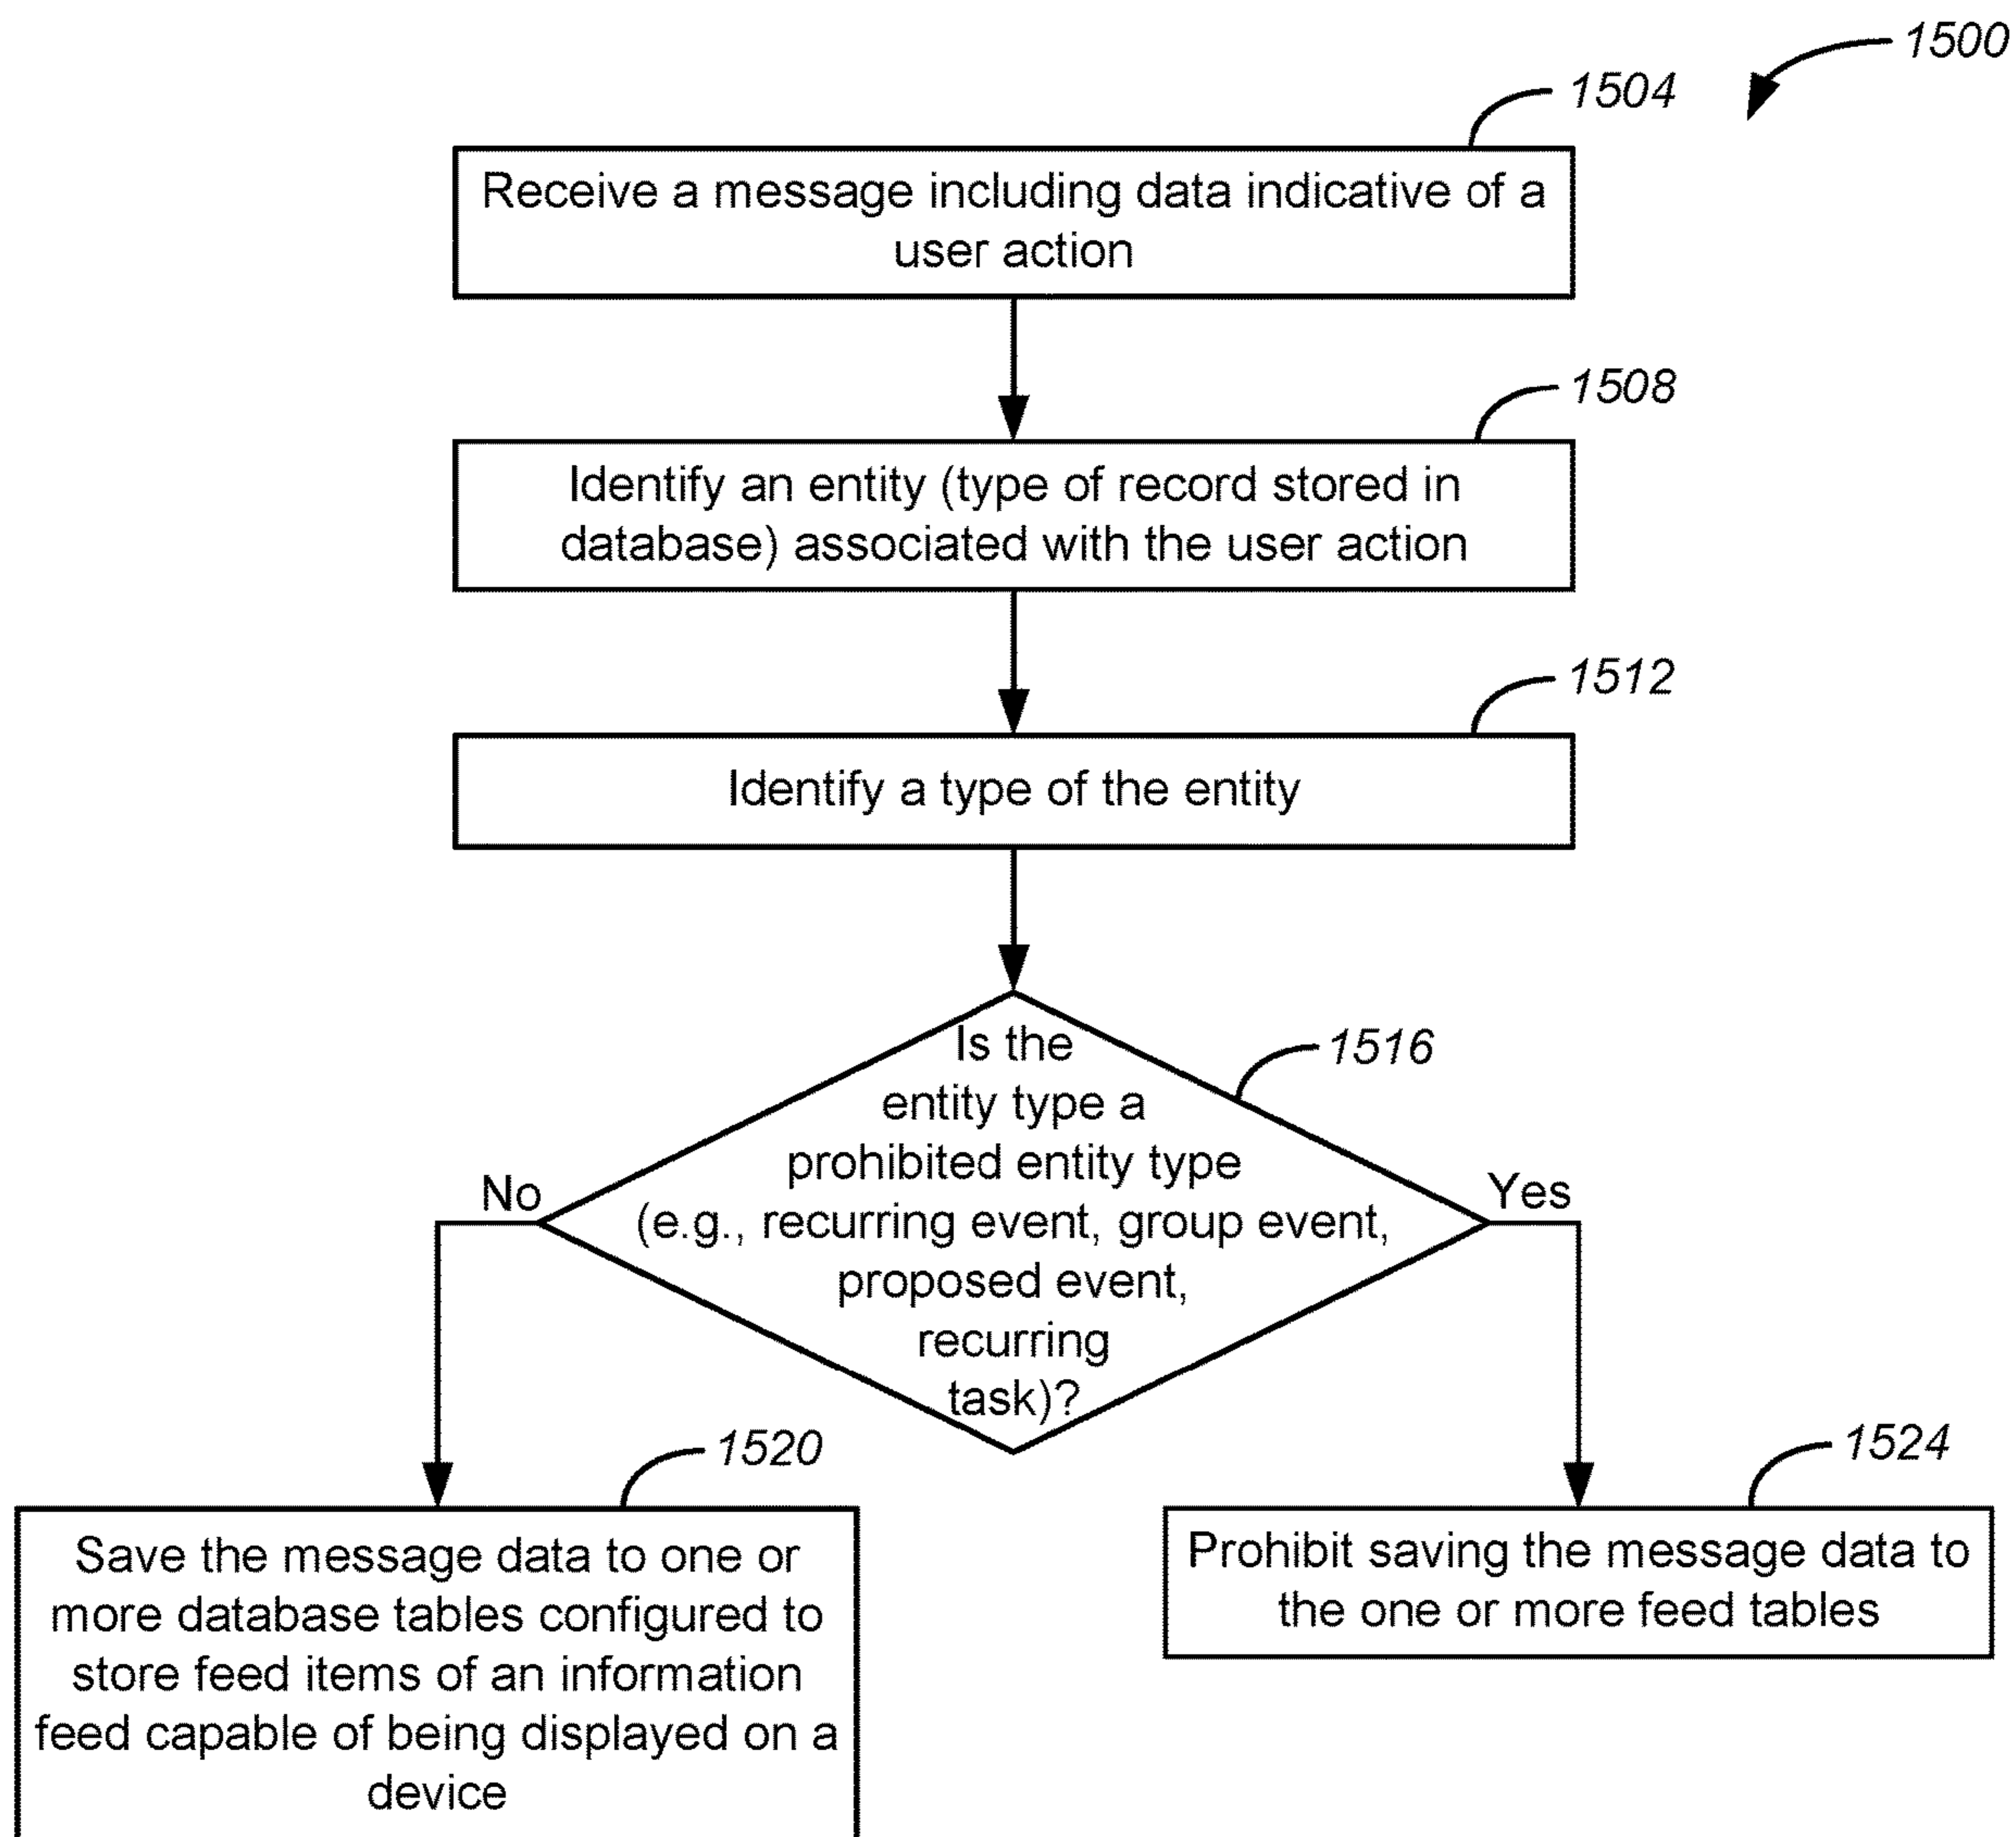 1500
1504
Receive a message including data indicative of a
user action
1508
Identify an entity (type of record stored in
database) associated with the user action
1512
Identify a type of the entity
1516
Is the
entity type a
prohibited entity type
(e.g., recurring event, group event,
proposed event,
recurring
task)?
No
Yes
1520
Save the message data to one or
more database tables configured to
store feed items of an information
feed capable of being displayed on a
device
1524
Prohibit saving the message data to
the one or more feed tables